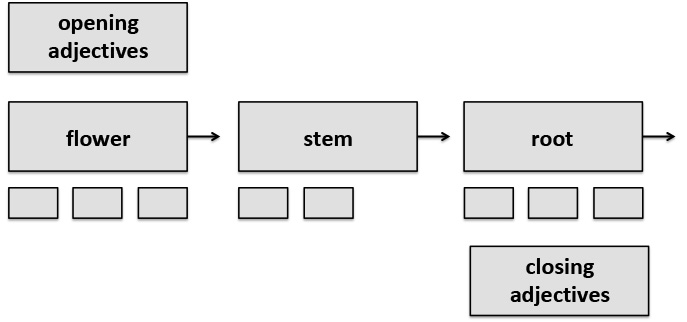 opening
adjectives
flower
stem
root
closing
adjectives